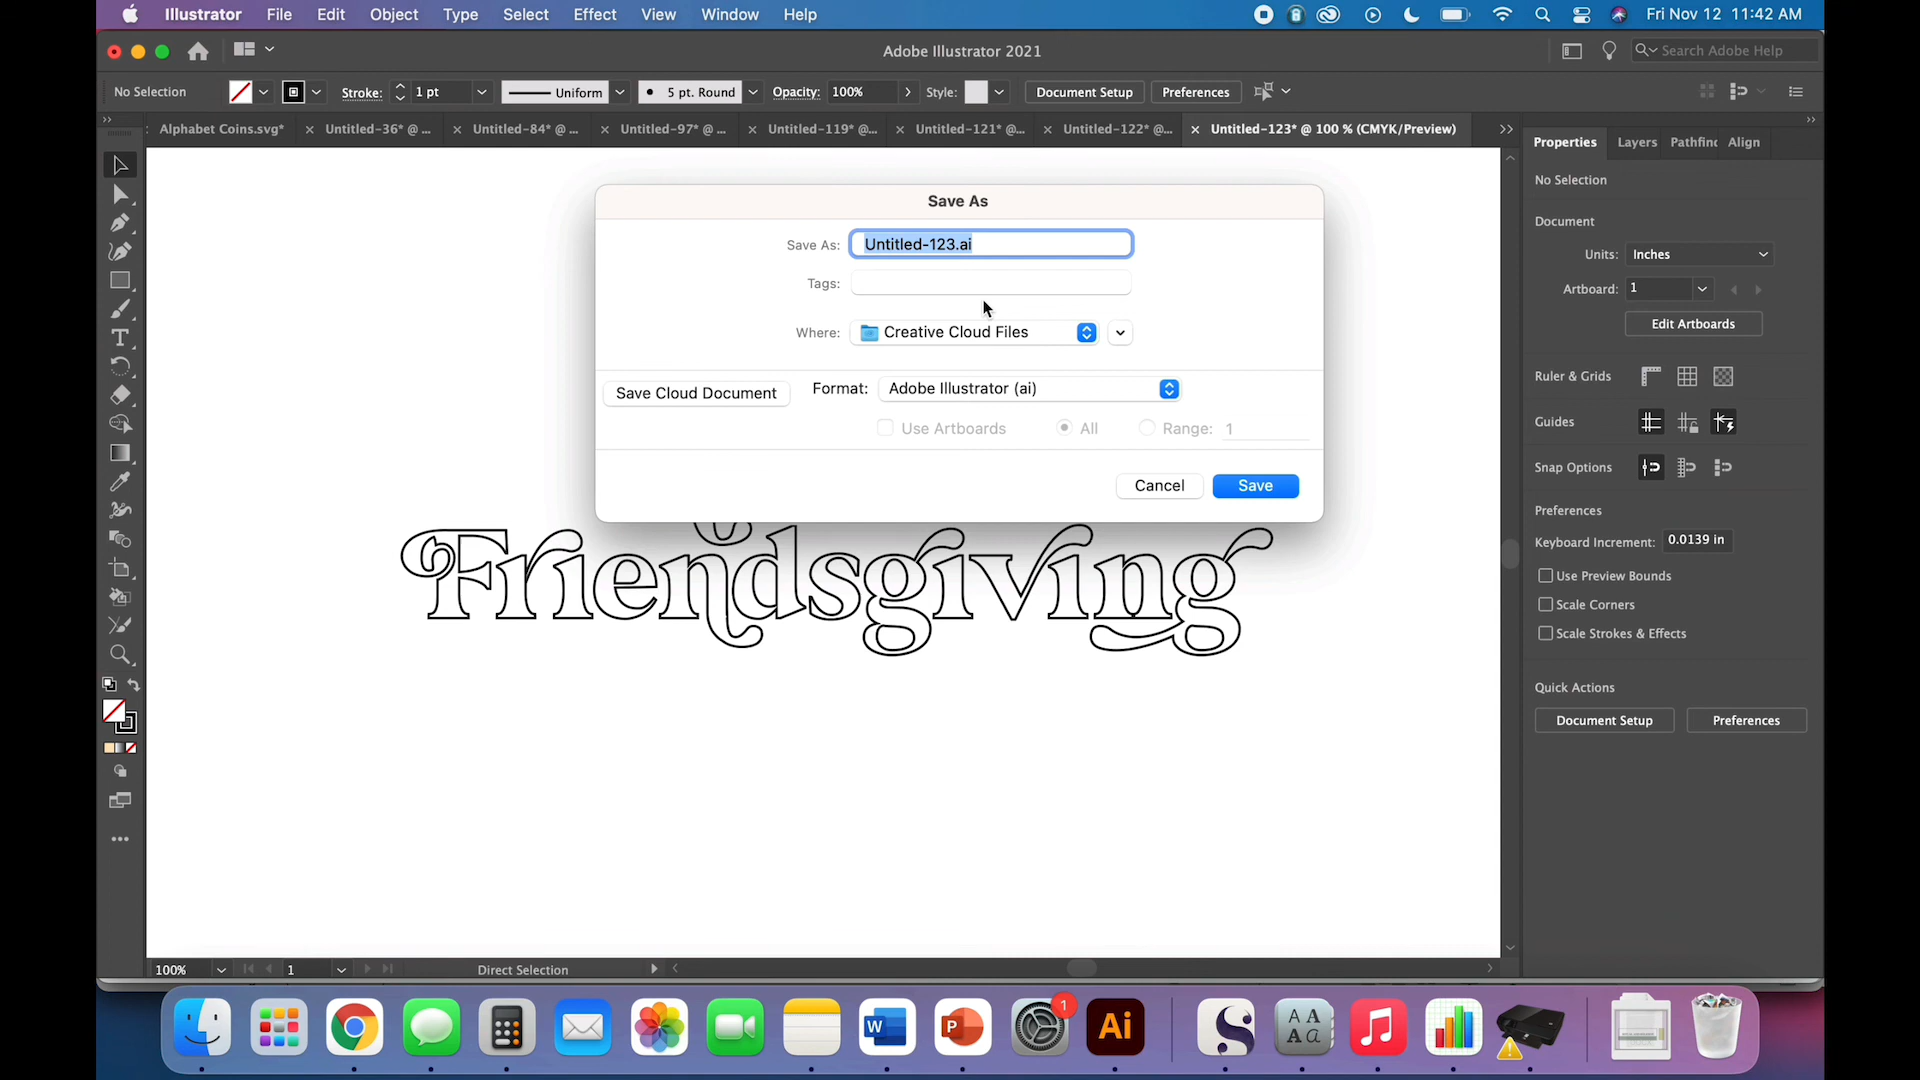 Illustrator File Edit Object Type Select Effect View Window Help Fri Nov 12 11:42 AM
Adobe Illustrator 2021 Search Adobe Help
No Selection Stroke: 1 pt Uniform 5 pt. Round Opacity: 100% Style: Document Setup Preferences
Alphabet Coins.svg* Untitled-36* @ ... Untitled-84* @ ... Untitled-97* @ ... Untitled-119* @... Untitled-121* @... Untitled-122* @... Untitled-123* @ 100 % (CMYK/Preview)
Save As
Save As: Untitled-123.ai
Tags:
Where: Creative Cloud Files
Save Cloud Document Format: Adobe Illustrator (ai)
Use Artboards All Range: 1
Cancel Save
Friendsgiving
Properties Layers Pathfinc Align
No Selection
Document
Units: Inches
Artboard: 1
Edit Artboards
Ruler & Grids
Guides
Snap Options
Preferences
Keyboard Increment: 0.0139 in
Use Preview Bounds
Scale Corners
Scale Strokes & Effects
Quick Actions
Document Setup Preferences
100% 1 Direct Selection
W P 1 Ai S A A A a